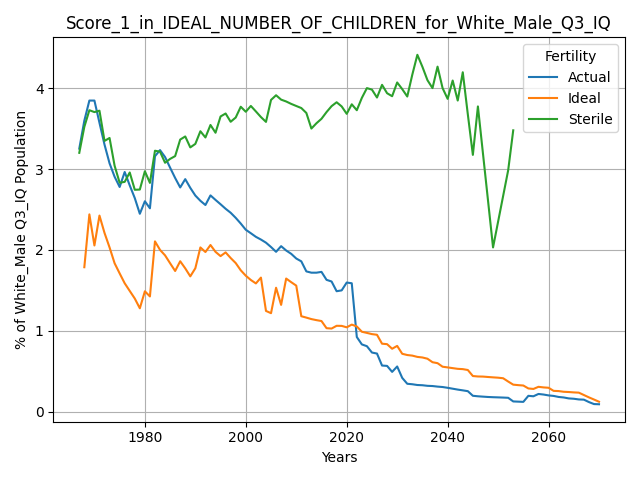 Score_1_in_IDEAL_NUMBER_OF_CHILDREN_for_White_Male_Q3_IQ
Fertility
Actual
Ideal
Sterile
% of White_Male Q3_IQ Population
4
3
2
1
0
1980
2000
2020
2040
2060
Years